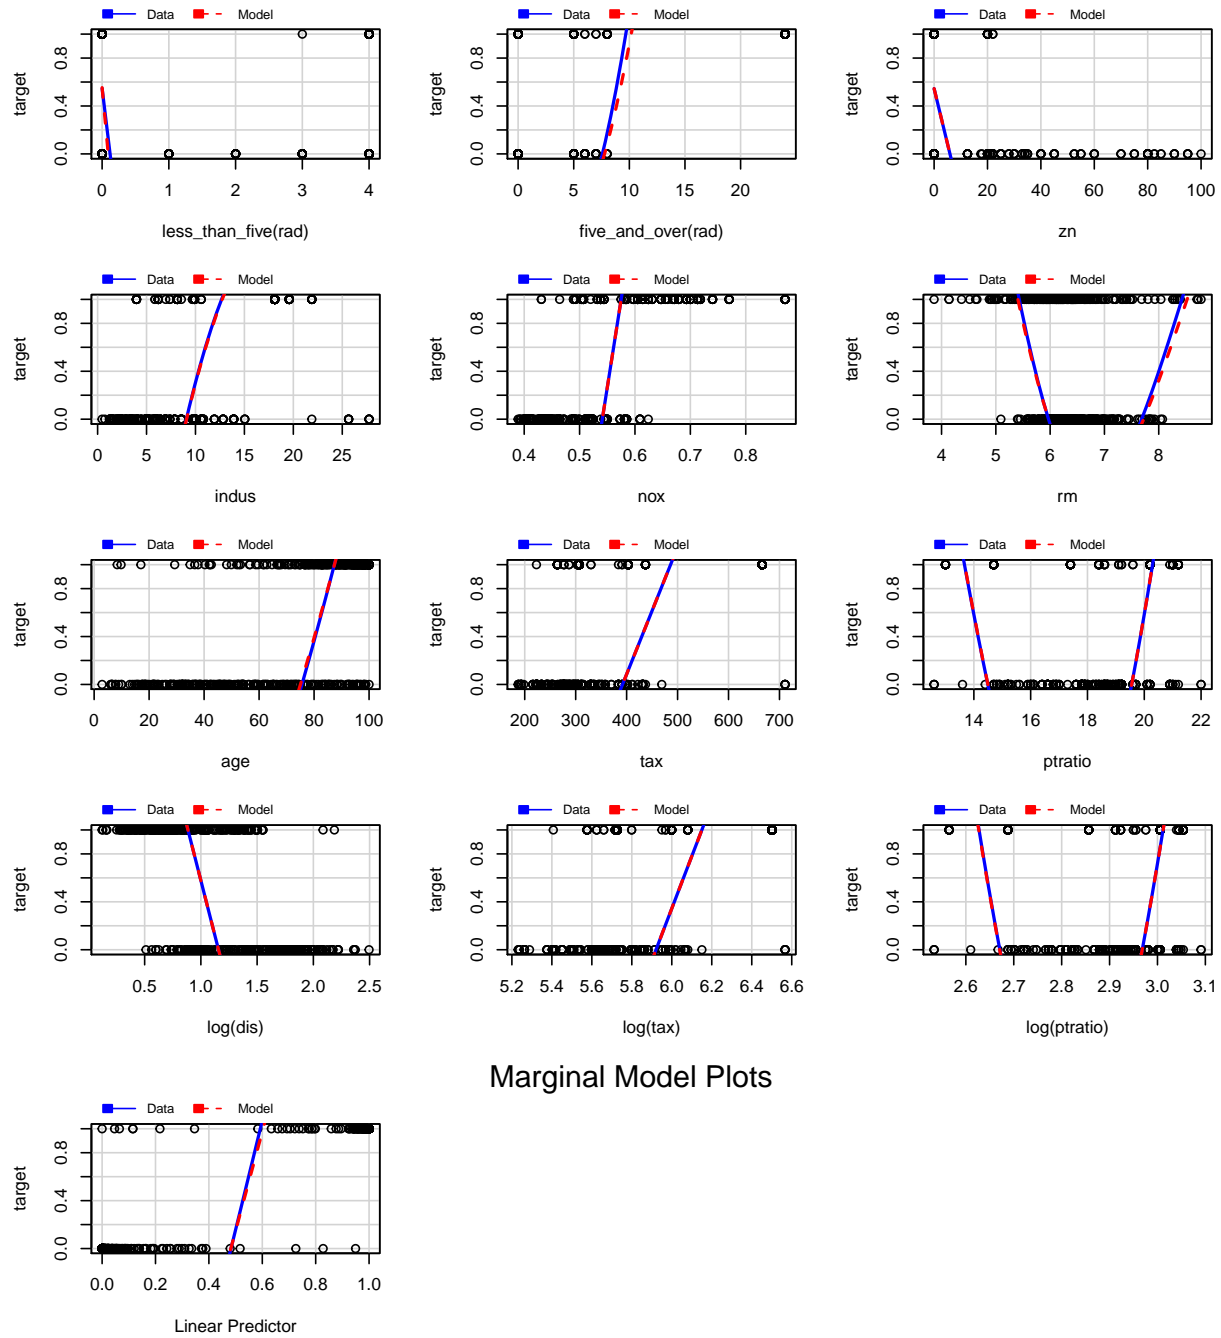 Data Model Data Model Data Model
target 0.0 0.4 0.8 target 0.0 0.4 0.8 target 0.0 0.4 0.8
0 1 2 3 4 0 5 10 15 20 0 20 40 60 80 100
less_than_five(rad) five_and_over(rad) zn
Data Model Data Model Data Model
target 0.0 0.4 0.8 target 0.0 0.4 0.8 target 0.0 0.4 0.8
0 5 10 15 20 25 0.4 0.5 0.6 0.7 0.8 4 5 6 7 8
indus nox rm
Data Model Data Model Data Model
target 0.0 0.4 0.8 target 0.0 0.4 0.8 target 0.0 0.4 0.8
0 20 40 60 80 100 200 300 400 500 600 700 14 16 18 20 22
age tax ptratio
Data Model Data Model Data Model
target 0.0 0.4 0.8 target 0.0 0.4 0.8 target 0.0 0.4 0.8
0.5 1.0 1.5 2.0 2.5 5.2 5.4 5.6 5.8 6.0 6.2 6.4 6.6 2.6 2.7 2.8 2.9 3.0 3.1
log(dis) log(tax) log(ptratio)
Marginal Model Plots
Data Model
target 0.0 0.4 0.8
0.0 0.2 0.4 0.6 0.8 1.0
Linear Predictor